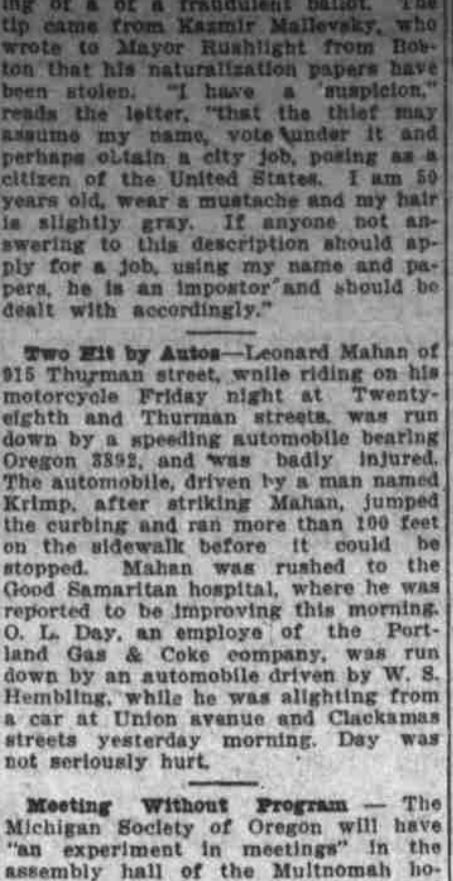 ing of a of a fraudulent ballot. The
tip came from Kazmir Mallevsky, who
wrote to Mayor Rushlight from Bos-
ton that his naturalization papers have
been stolen. "I have a suspicion,"
reads the letter, "that the thief may
assume my name, vote under it and
perhaps obtain a city job, posing as a
citizen of the United States. I am 50
years old, wear a mustache and my hair
is slightly gray. If anyone not an-
swering to this description should ap-
ply for a job, using my name and pa-
pers, he is an impostor and should be
dealt with accordingly."
Two Hit by Autos—Leonard Mahan of
915 Thurman street, while riding on his
motorcycle Friday night at Twenty-
eighth and Thurman streets, was run
down by a speeding automobile bearing
Oregon 3892, and was badly injured.
The automobile, driven by a man named
Krimp, after striking Mahan, jumped
the curbing and ran more than 100 feet
on the sidewalk before it could be
stopped. Mahan was rushed to the
Good Samaritan hospital, where he was
reported to be improving this morning.
O. L. Day, an employe of the Port-
land Gas & Coke company, was run
down by an automobile driven by W. S.
Hembling, while he was alighting from
a car at Union avenue and Clackamas
streets yesterday morning. Day was
not seriously hurt.
Meeting Without Program — The
Michigan Society of Oregon will have
"an experiment in meetings" in the
assembly hall of the Multnomah ho-